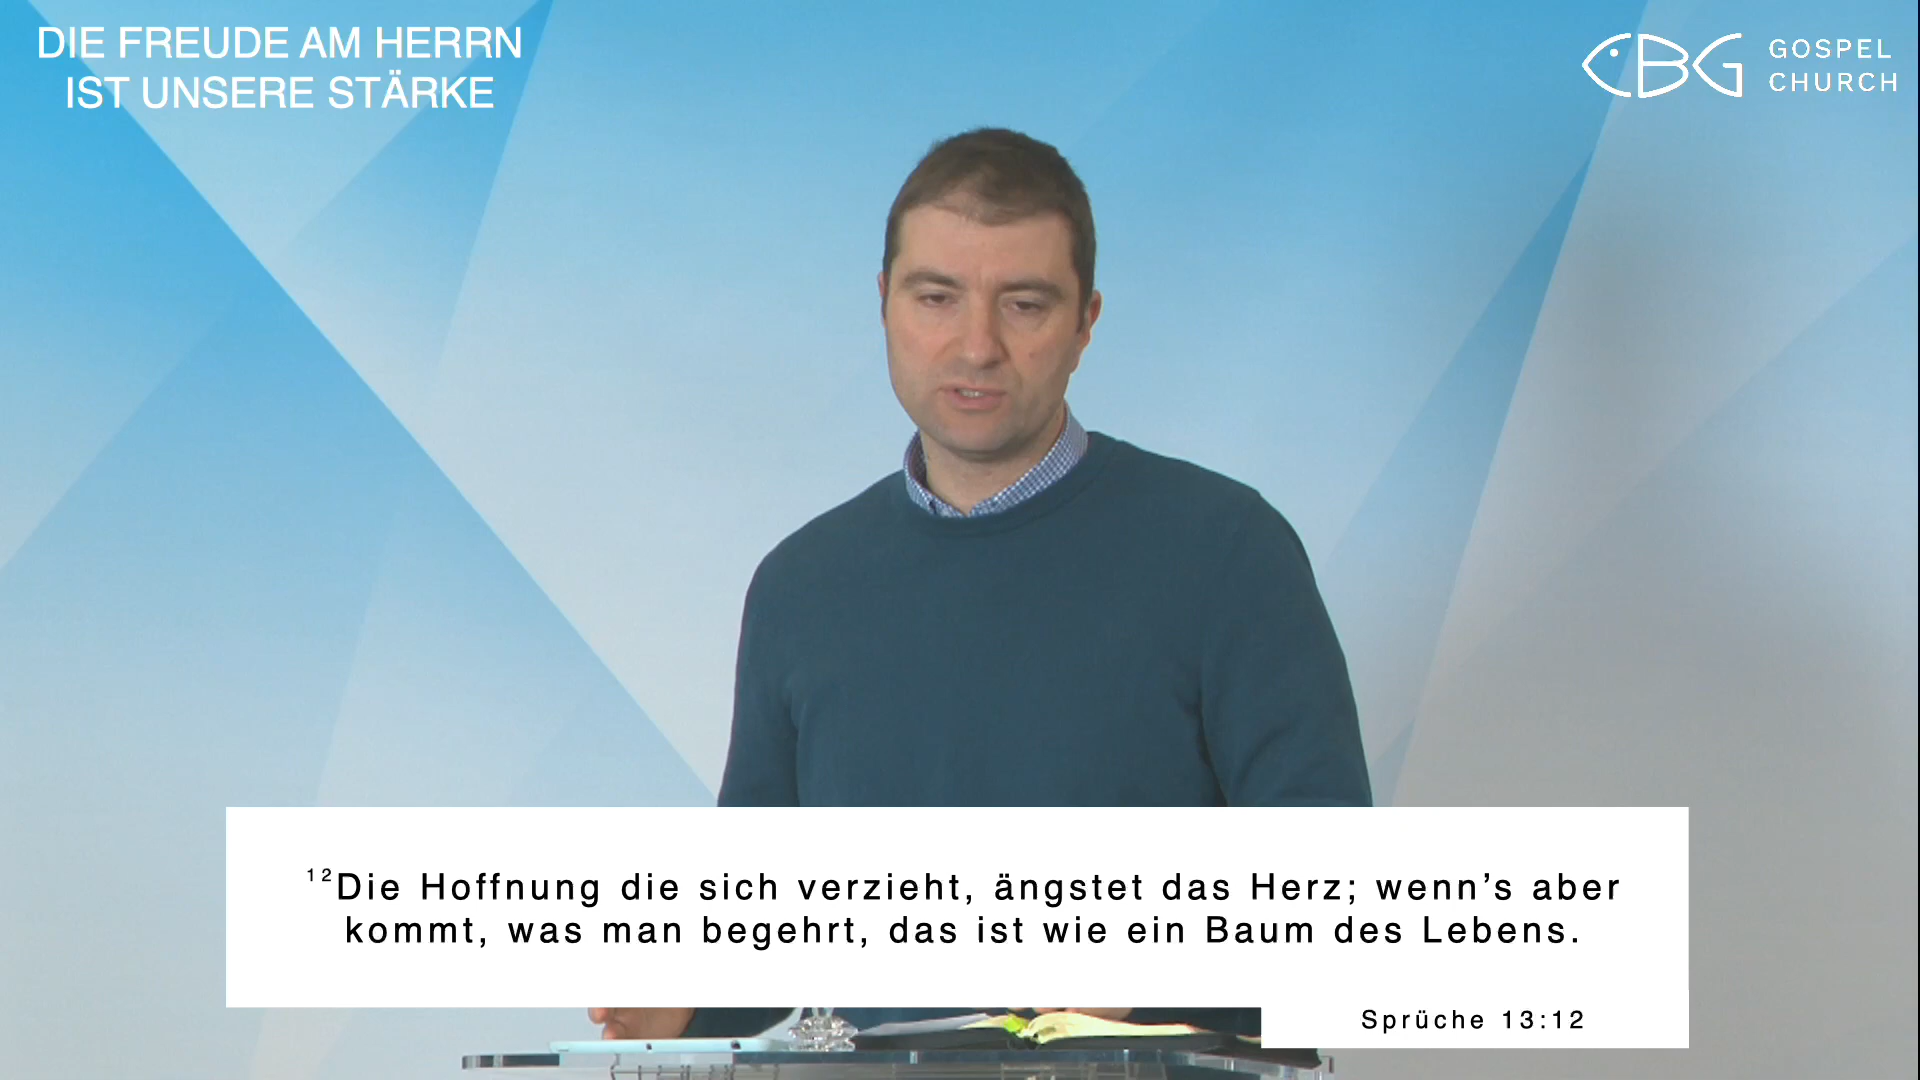 DIE FREUDE AM HERRN
IST UNSERE STÄRKE
CBG
GOSPEL
CHURCH
¹²Die Hoffnung die sich verzieht, ängstet das Herz; wenn’s aber
kommt, was man begehrt, das ist wie ein Baum des Lebens.
Sprüche 13:12